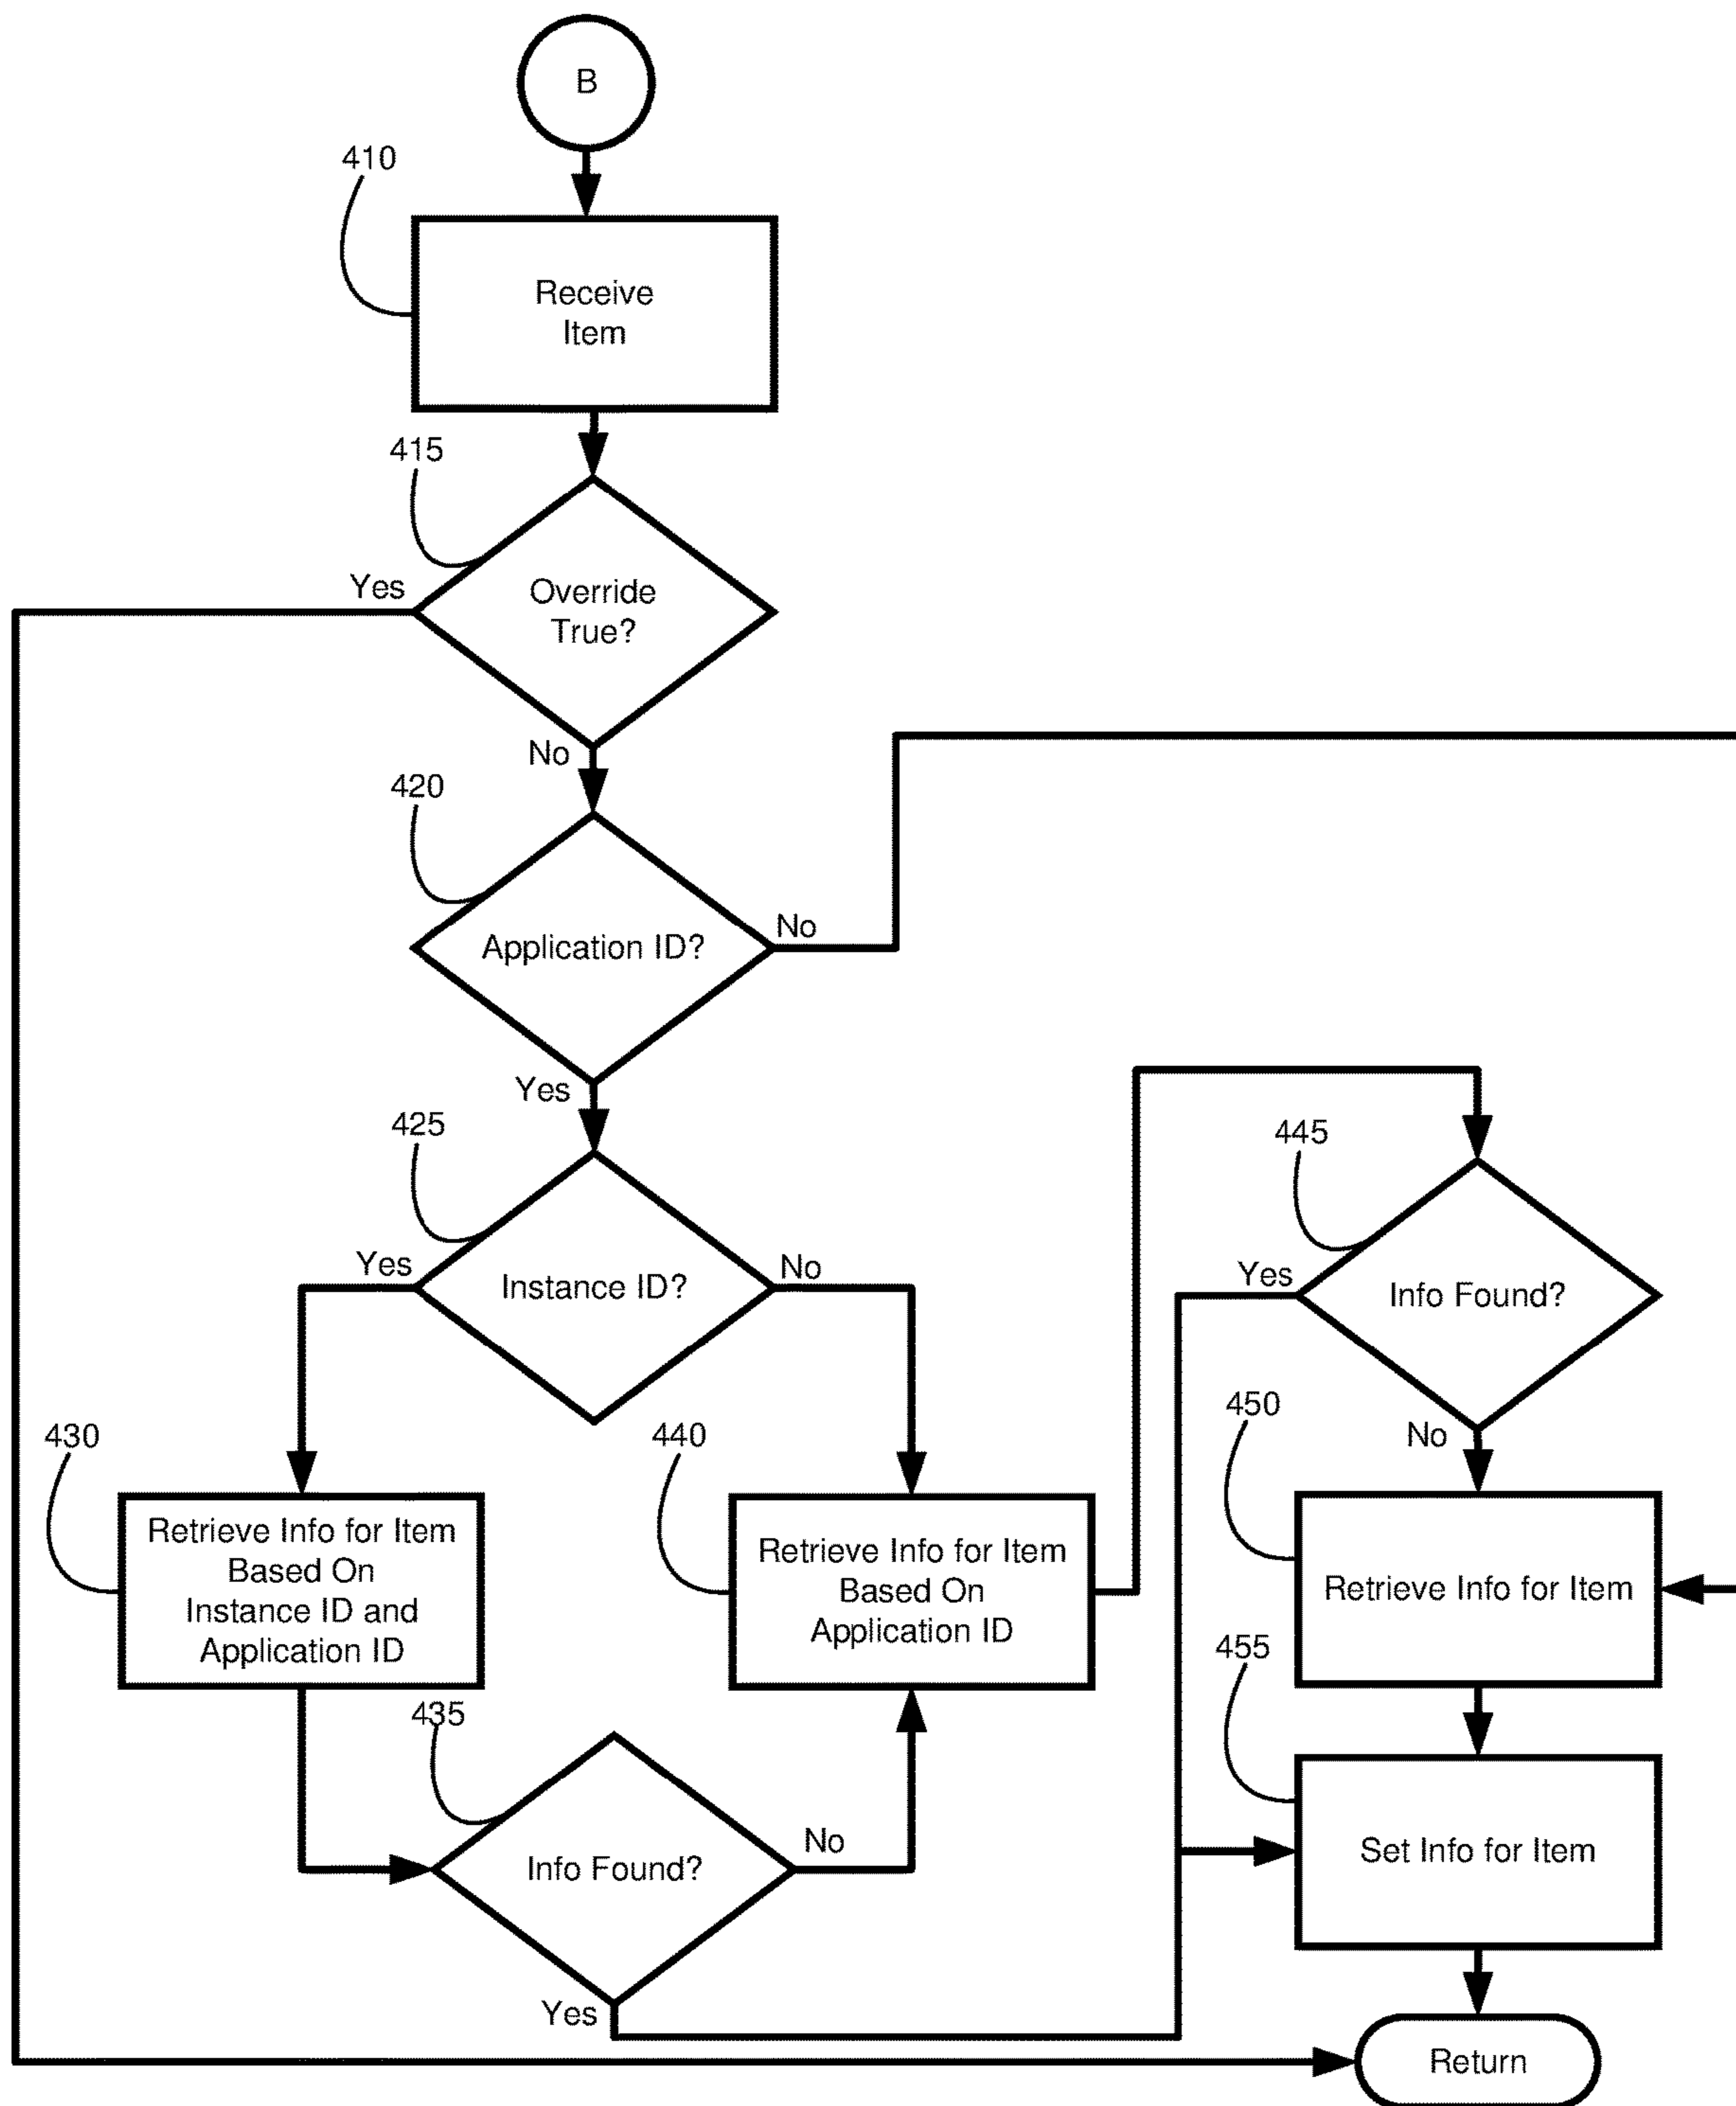 B
410
Receive
Item
415
Yes
Override
True?
No
420
Application ID?
No
Yes
425
Yes
Instance ID?
No
445
Yes
Info Found?
No
430
Retrieve Info for Item
Based On
Instance ID and
Application ID
440
Retrieve Info for Item
Based On
Application ID
450
Retrieve Info for Item
435
Info Found?
No
Yes
455
Set Info for Item
Return